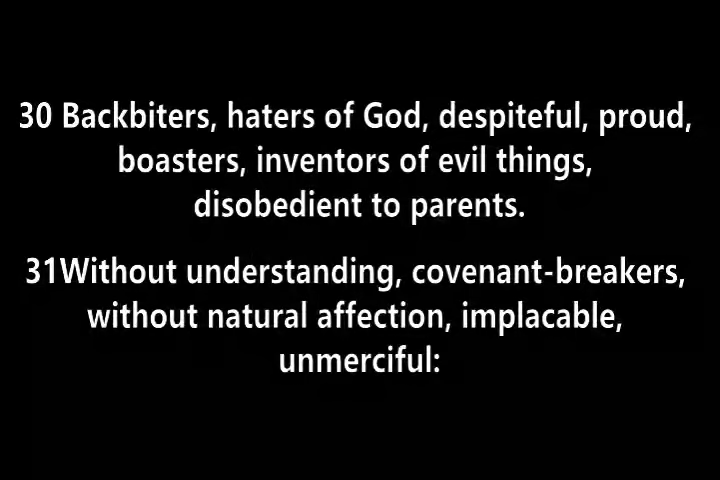 30 Backbiters, haters of God, despiteful, proud,
boasters, inventors of evil things,
disobedient to parents.
31Without understanding, covenant-breakers,
without natural affection, implacable,
unmerciful: